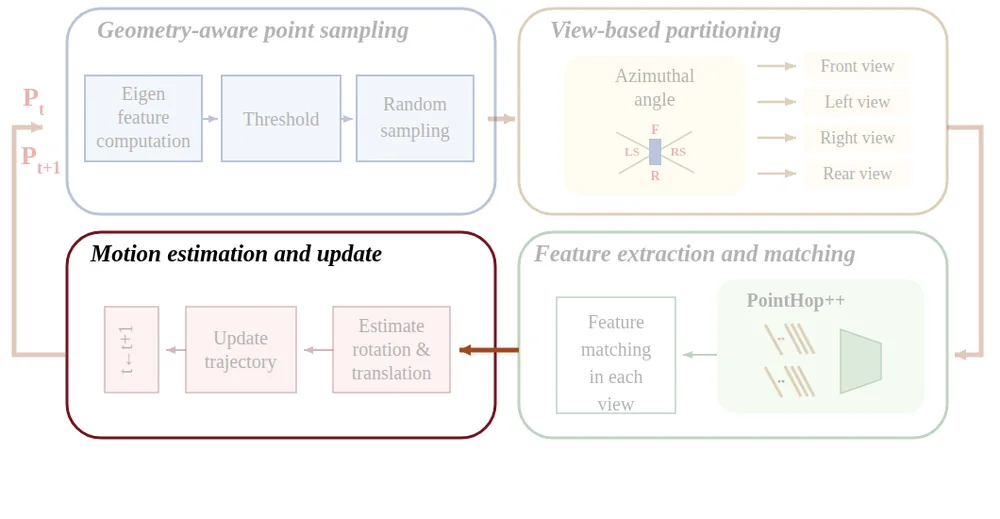 Geometry-aware point sampling
P_t
P_t+1
Eigen
feature
computation
Threshold
Random
sampling
View-based partitioning
Azimuthal
angle
F
LS
RS
R
Front view
Left view
Right view
Rear view
Motion estimation and update
t←t+1
Update
trajectory
Estimate
rotation &
translation
Feature extraction and matching
Feature
matching
in each
view
PointHop++
..
..